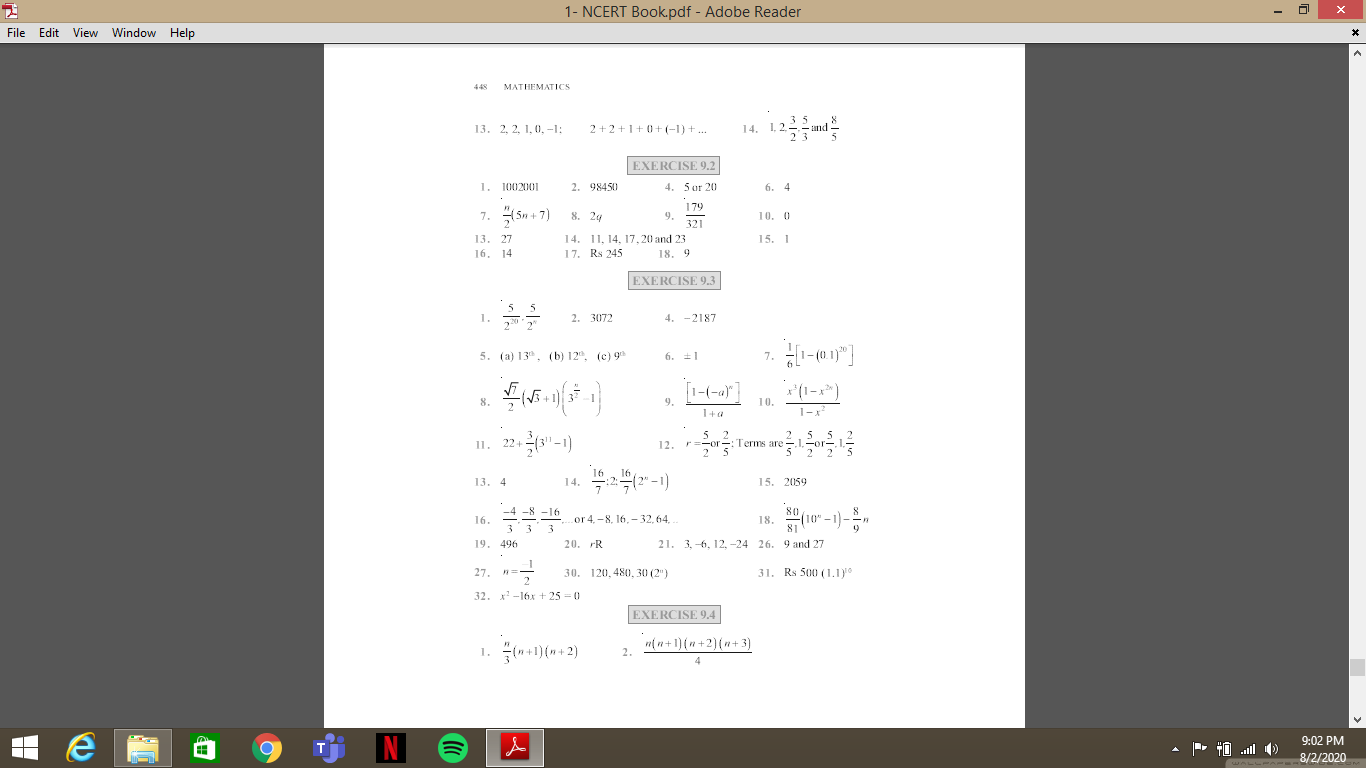 1- NCERT Book.pdf - Adobe Reader
File Edit View Window Help
448 MATHEMATICS
13. 2, 2, 1, 0, –1; 2 + 2 + 1 + 0 + (–1) + ... 14. 1, 2, 3/2, 5/3 and 8/5
EXERCISE 9.2
1. 1002001 2. 98450 4. 5 or 20 6. 4
7. n/2 (5n + 7) 8. 2q 9. 179/321 10. 0
13. 27 14. 11, 14, 17, 20 and 23 15. 1
16. 14 17. Rs 245 18. 9
EXERCISE 9.3
1. 5/2²⁰, 5/2ⁿ 2. 3072 4. – 2187
5. (a) 13th, (b) 12th, (c) 9th 6. ± 1 7. 1/6 [1 – (0.1)²⁰]
8. √7/2 (√3 + 1)(3^(n/2) – 1) 9. [1 – (–a)ⁿ]/(1 + a) 10. x³(1 – x²ⁿ)/(1 – x²)
11. 22 + 3/2 (3¹¹ – 1) 12. r = 5/2 or 2/5; Terms are 2/5, 1, 5/2 or 5/2, 1, 2/5
13. 4 14. 16/7; 2; 16/7 (2ⁿ – 1) 15. 2059
16. –4/3, –8/3, –16/3, ... or 4, – 8, 16, – 32, 64, ... 18. 80/81 (10ⁿ – 1) – 8/9 n
19. 496 20. rR 21. 3, –6, 12, –24 26. 9 and 27
27. n = –1/2 30. 120, 480, 30 (2ⁿ) 31. Rs 500 (1.1)¹⁰
32. x² –16x + 25 = 0
EXERCISE 9.4
1. n/3 (n + 1)(n + 2) 2. n(n + 1)(n + 2)(n + 3)/4
9:02 PM
8/2/2020